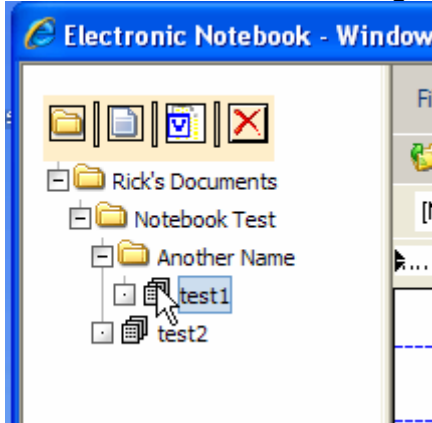 Electronic Notebook - Window
Fi
Rick's Documents
Notebook Test
[N
Another Name
...
test1
test2